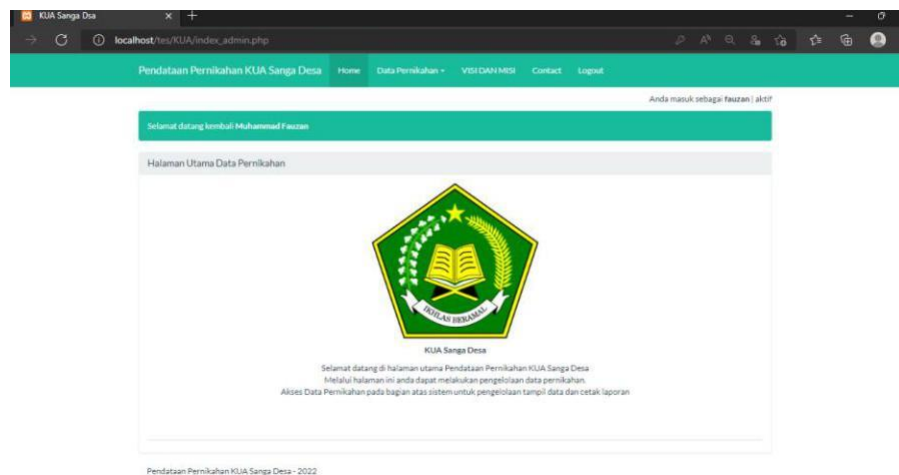 KUA Sanga Dsa
localhost/tes/KUA/index_admin.php
Pendataan Pernikahan KUA Sanga Desa Home Data Pernikahan VISI DAN MISI Contact Logout
Anda masuk sebagai fauzan | aktif
Selamat datang kembali Muhammad Fauzan
Halaman Utama Data Pernikahan
IKHLAS BERAMAL
KUA Sanga Desa
Selamat datang di halaman utama Pendataan Pernikahan KUA Sanga Desa
Melalui halaman ini anda dapat melakukan pengelolaan data pernikahan.
Akses Data Pernikahan pada bagian atas sistem untuk pengelolaan tampil data dan cetak laporan
Pendataan Pernikahan KUA Sanga Desa - 2022